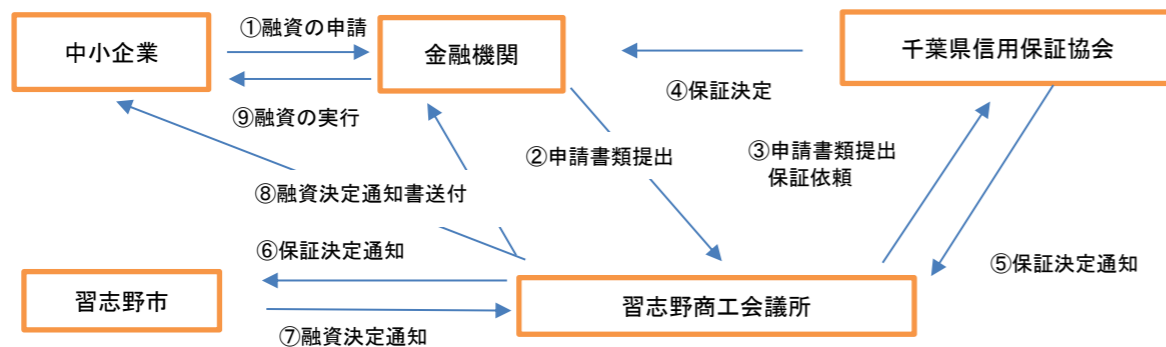 ①融資の申請
中小企業
金融機関
千葉県信用保証協会
④保証決定
⑨融資の実行
②申請書類提出
③申請書類提出
保証依頼
⑧融資決定通知書送付
⑥保証決定通知
⑤保証決定通知
習志野市
習志野商工会議所
⑦融資決定通知